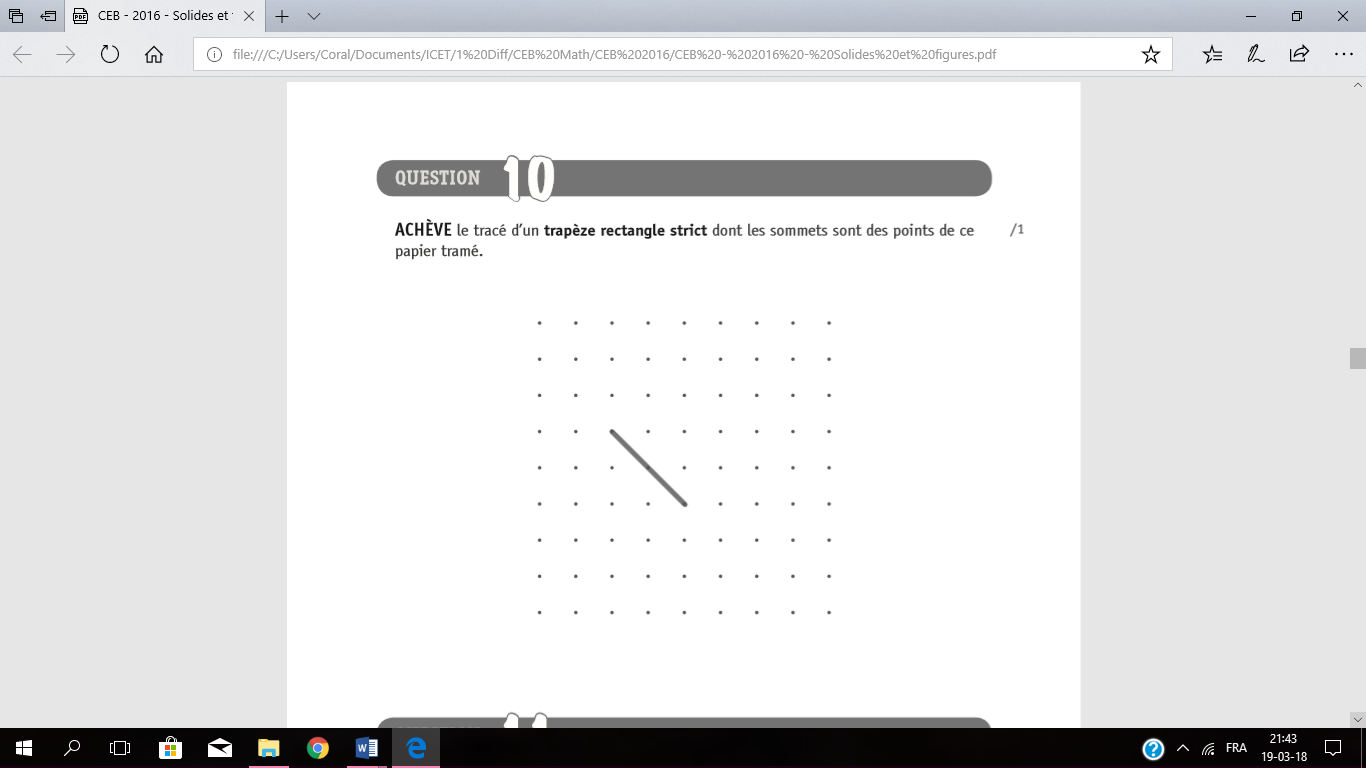 CEB - 2016 - Solides et
file:///C:/Users/Coral/Documents/ICET/1%20Diff/CEB%20Math/CEB%202016/CEB%20-%202016%20-%20Solides%20et%20figures.pdf
QUESTION 10
ACHÈVE le tracé d’un trapèze rectangle strict dont les sommets sont des points de ce /1
papier tramé.
FRA
21:43
19-03-18